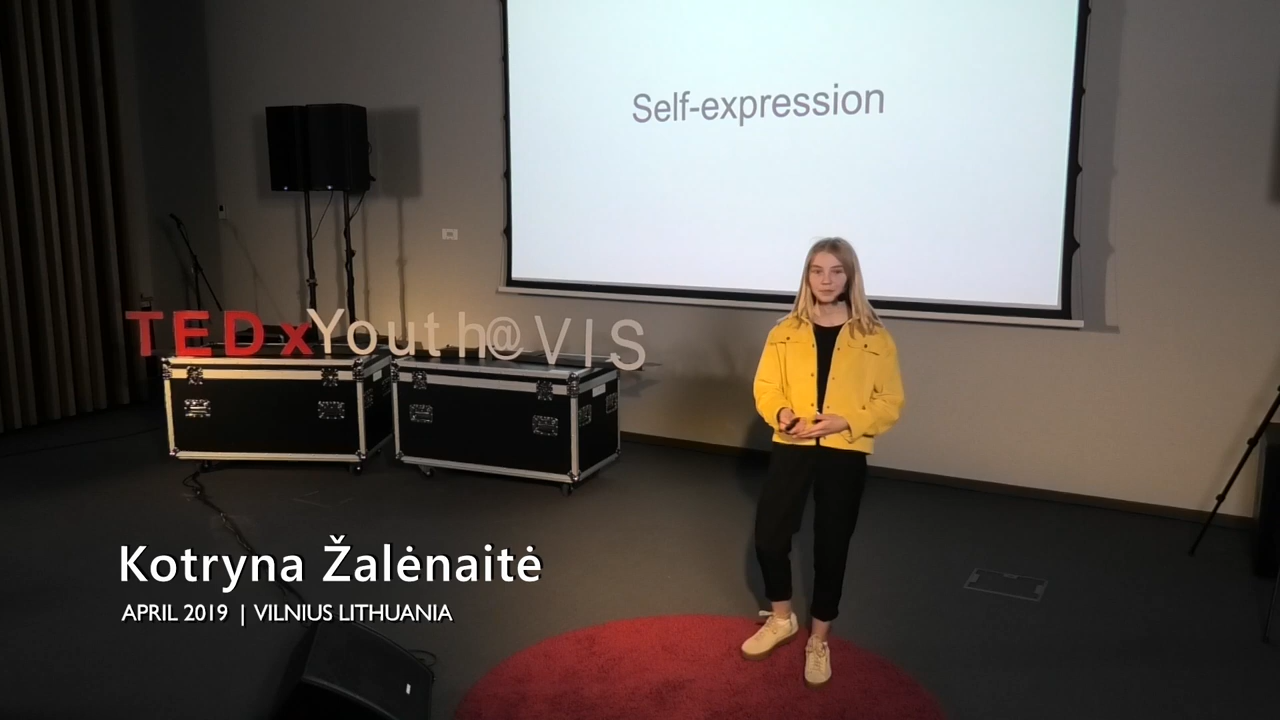 Self-expression
TEDxYouth@VIS
Kotryna Žalėnaitė
APRIL 2019 | VILNIUS LITHUANIA